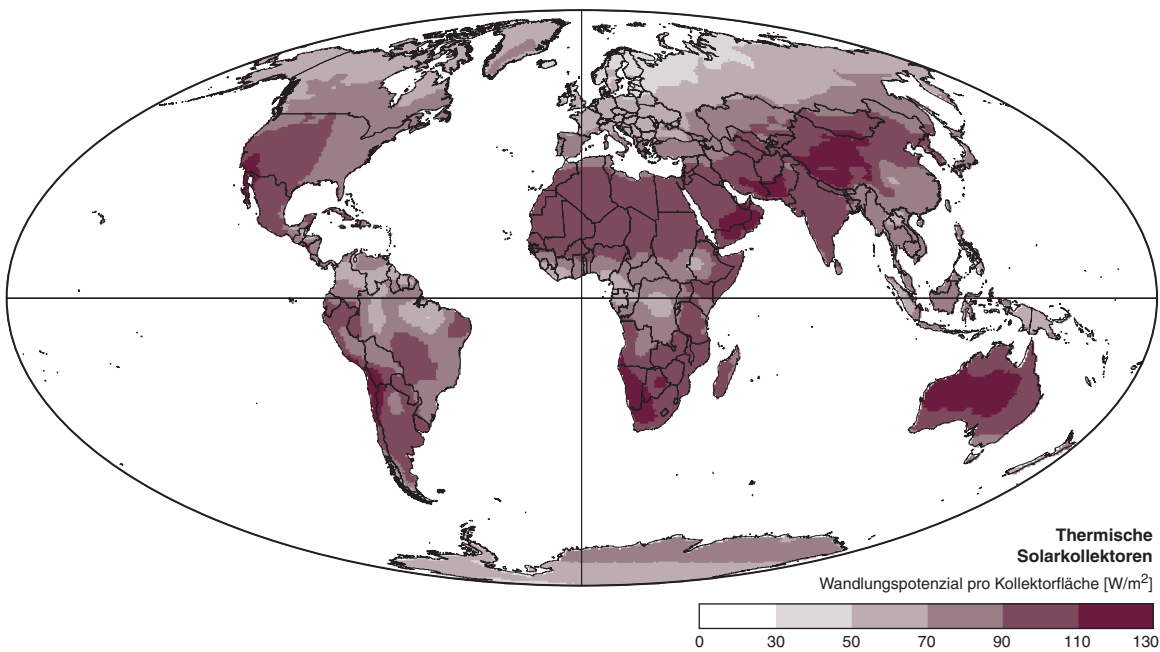 Thermische
Solarkollektoren
Wandlungspotenzial pro Kollektorfläche [W/m²]
0 30 50 70 90 110 130